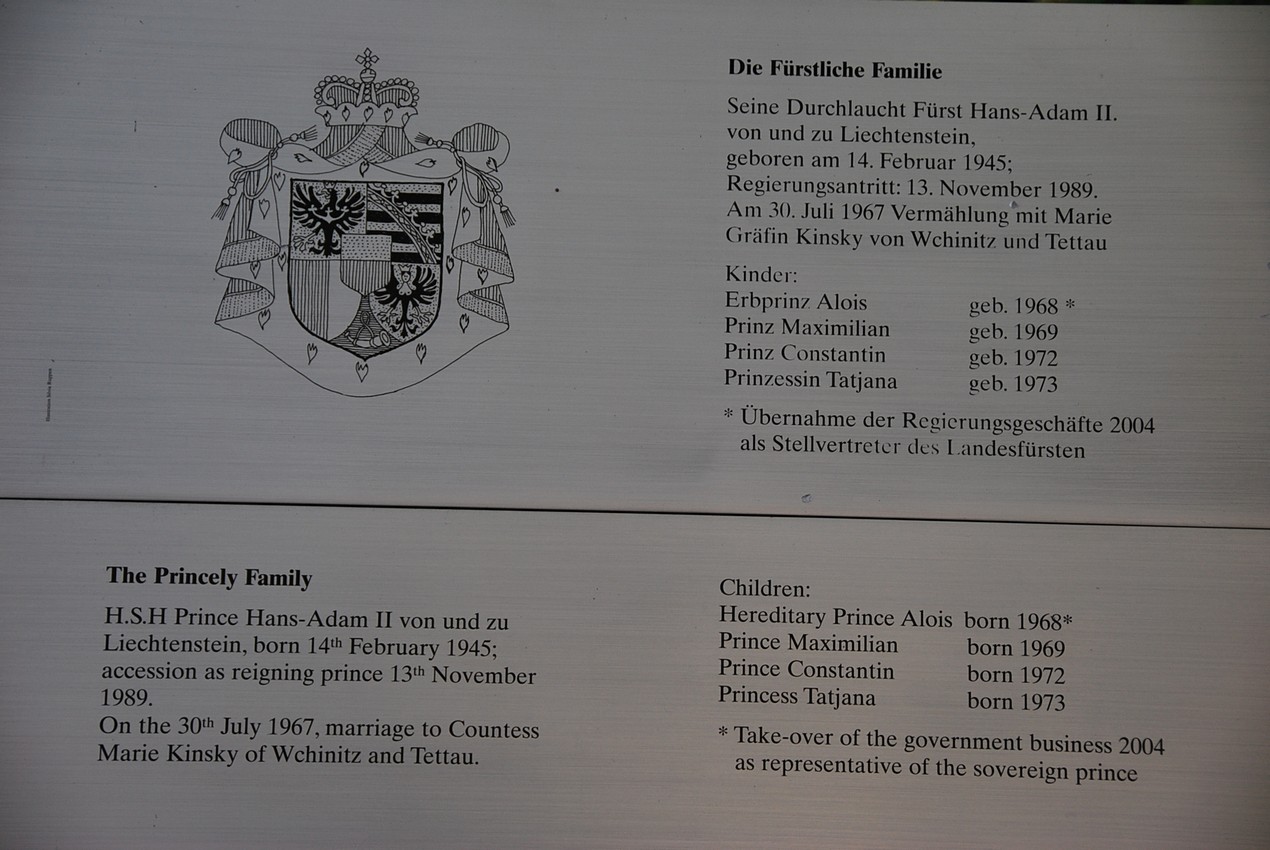 Die Fürstliche Familie
Seine Durchlaucht Fürst Hans-Adam II.
von und zu Liechtenstein,
geboren am 14. Februar 1945;
Regierungsantritt: 13. November 1989.
Am 30. Juli 1967 Vermählung mit Marie
Gräfin Kinsky von Wchinitz und Tettau
Kinder:
Erbprinz Alois geb. 1968 *
Prinz Maximilian geb. 1969
Prinz Constantin geb. 1972
Prinzessin Tatjana geb. 1973
* Übernahme der Regierungsgeschäfte 2004
als Stellvertreter des Landesfürsten
The Princely Family
H.S.H Prince Hans-Adam II von und zu
Liechtenstein, born 14th February 1945;
accession as reigning prince 13th November
1989.
On the 30th July 1967, marriage to Countess
Marie Kinsky of Wchinitz and Tettau.
Children:
Hereditary Prince Alois born 1968*
Prince Maximilian born 1969
Prince Constantin born 1972
Princess Tatjana born 1973
* Take-over of the government business 2004
as representative of the sovereign prince